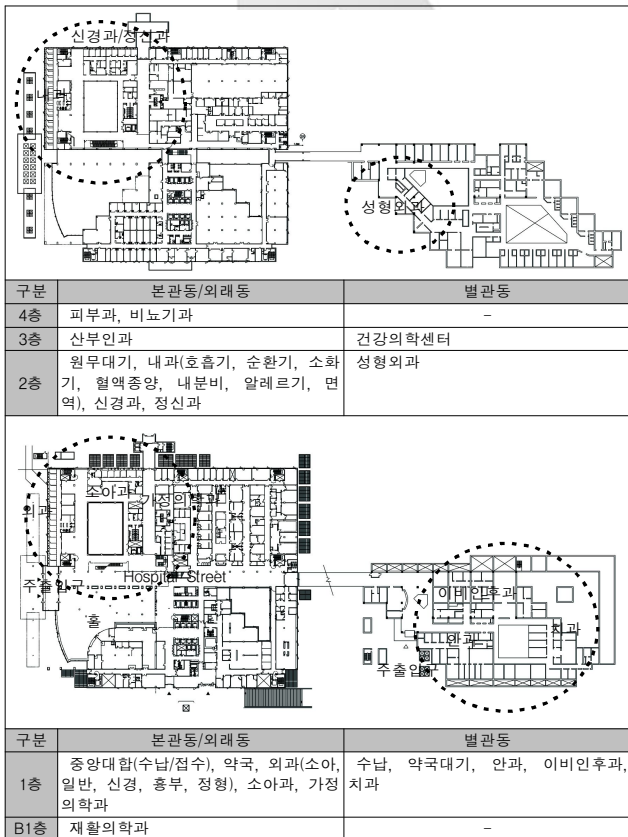 신경과/정신과
내과
성형외과
구분 본관동/외래동 별관동
4층 피부과, 비뇨기과 -
3층 산부인과 건강의학센터
2층 원무대기, 내과(호흡기, 순환기, 소화 성형외과
기, 혈액종양, 내분비, 알레르기, 면
역), 신경과, 정신과
소아과 가정의학과
외과
주출입구 Hospital Street
홀
이비인후과
안과 치과
주출입구
구분 본관동/외래동 별관동
1층 중앙대합(수납/접수), 약국, 외과(소아, 수납, 약국대기, 안과, 이비인후과,
일반, 신경, 흉부, 정형), 소아과, 가정 치과
의학과
B1층 재활의학과 -